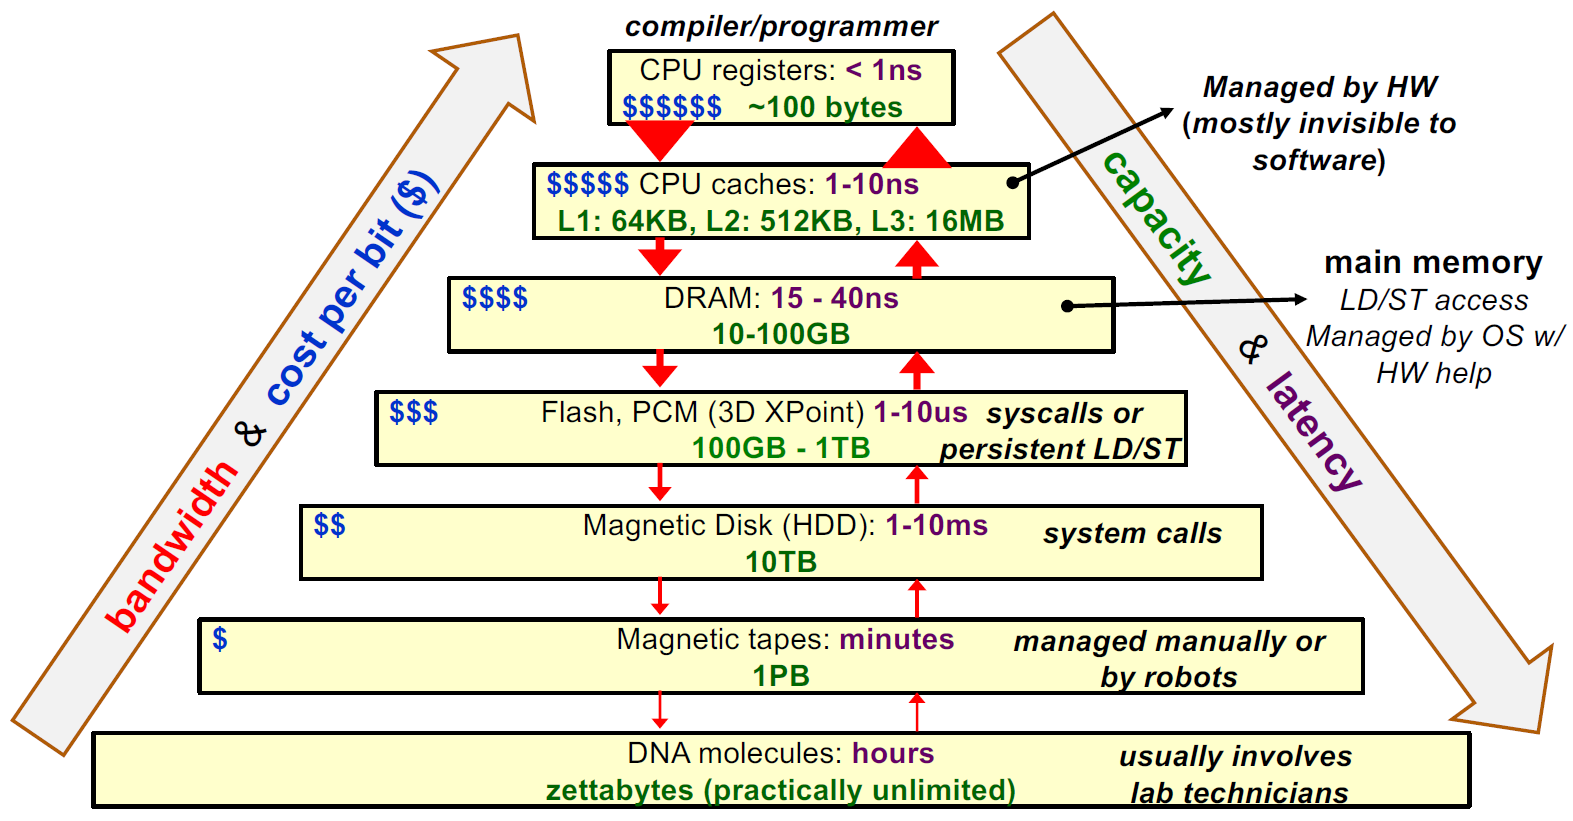 compiler/programmer
CPU registers: < 1ns
$$$$$$ ~100 bytes
Managed by HW
(mostly invisible to
software)
$$$$$ CPU caches: 1-10ns
L1: 64KB, L2: 512KB, L3: 16MB
main memory
LD/ST access
Managed by OS w/
HW help
$$$$ DRAM: 15 - 40ns
10-100GB
$$$ Flash, PCM (3D XPoint) 1-10us syscalls or
100GB - 1TB persistent LD/ST
$$ Magnetic Disk (HDD): 1-10ms system calls
10TB
$ Magnetic tapes: minutes managed manually or
1PB by robots
DNA molecules: hours usually involves
zettabytes (practically unlimited) lab technicians
bandwidth & cost per bit ($)
capacity & latency